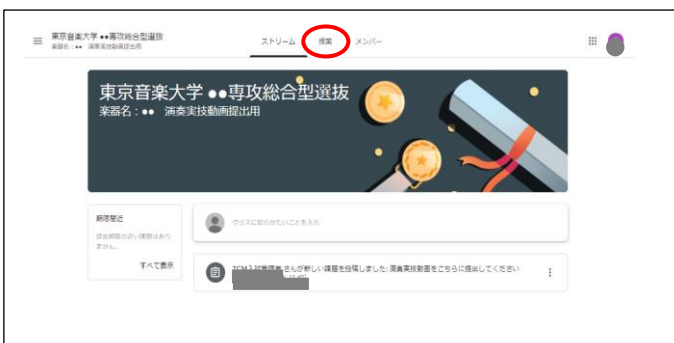 東京音楽大学 ●●専攻総合型選抜
楽器名：●● 演奏実技動画提出用
ストリーム 授業 メンバー
東京音楽大学 ●●専攻総合型選抜
楽器名：●● 演奏実技動画提出用
期限間近
提出期限の近い課題はあり
ません。
すべて表示
クラスに知らせたいことを入力
さんが新しい課題を投稿しました: 演奏実技動画をこちらに提出してください